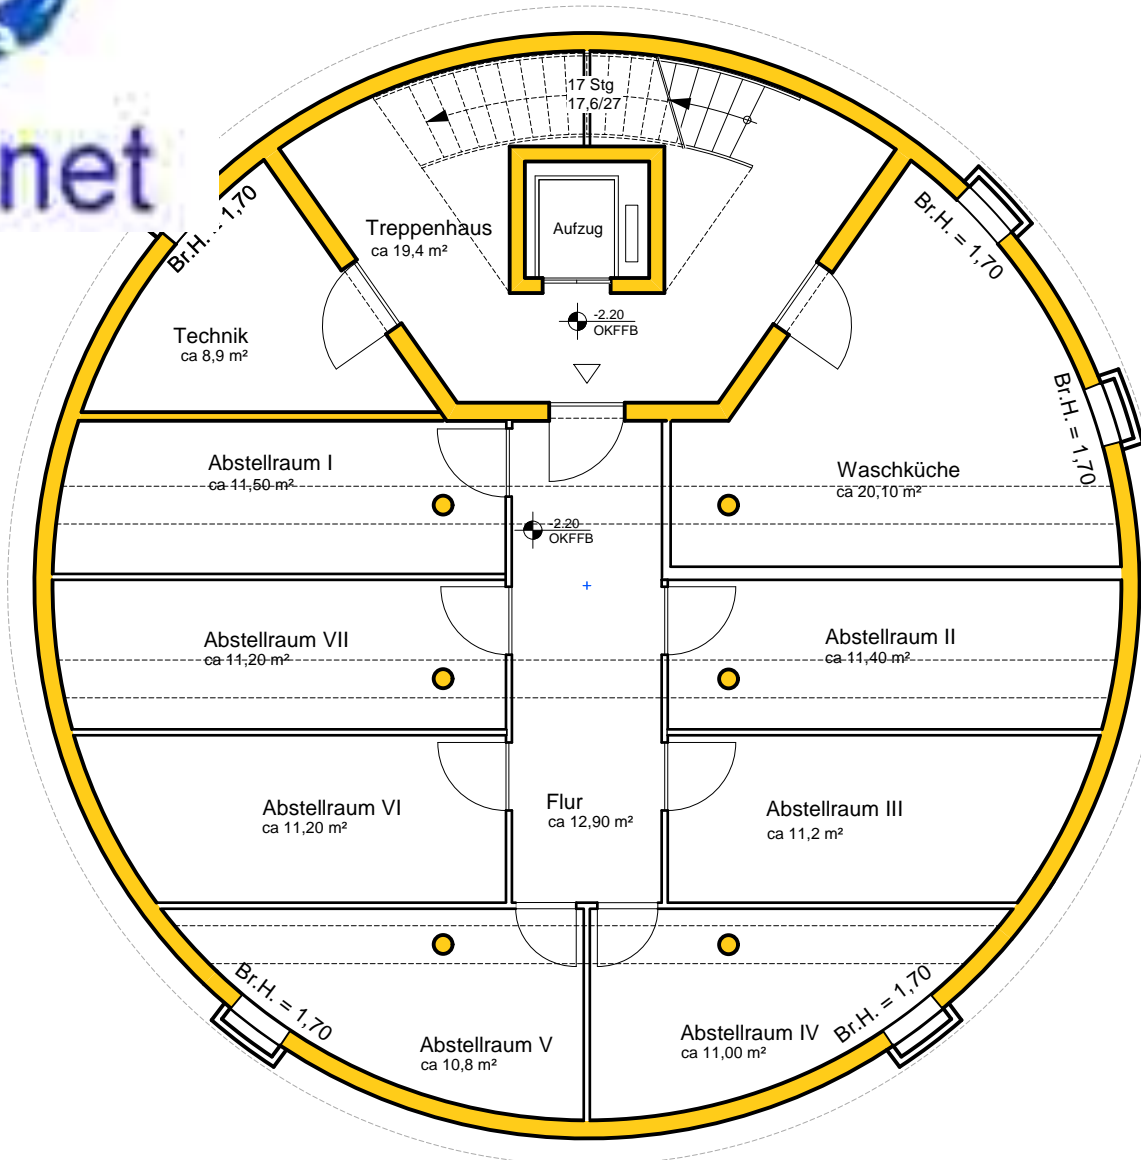 net
17 Stg
17,6/27
Br.H. = 1,70
Br.H. = 1,70
Treppenhaus
ca 19,4 m²
Aufzug
-2.20
OKFFB
Technik
ca 8,9 m²
Br.H. = 1,70
Abstellraum I
ca 11,50 m²
Waschküche
ca 20,10 m²
-2.20
OKFFB
Abstellraum VII
ca 11,20 m²
Abstellraum II
ca 11,40 m²
Abstellraum VI
ca 11,20 m²
Flur
ca 12,90 m²
Abstellraum III
ca 11,2 m²
Br.H. = 1,70
Br.H. = 1,70
Abstellraum V
ca 10,8 m²
Abstellraum IV
ca 11,00 m²